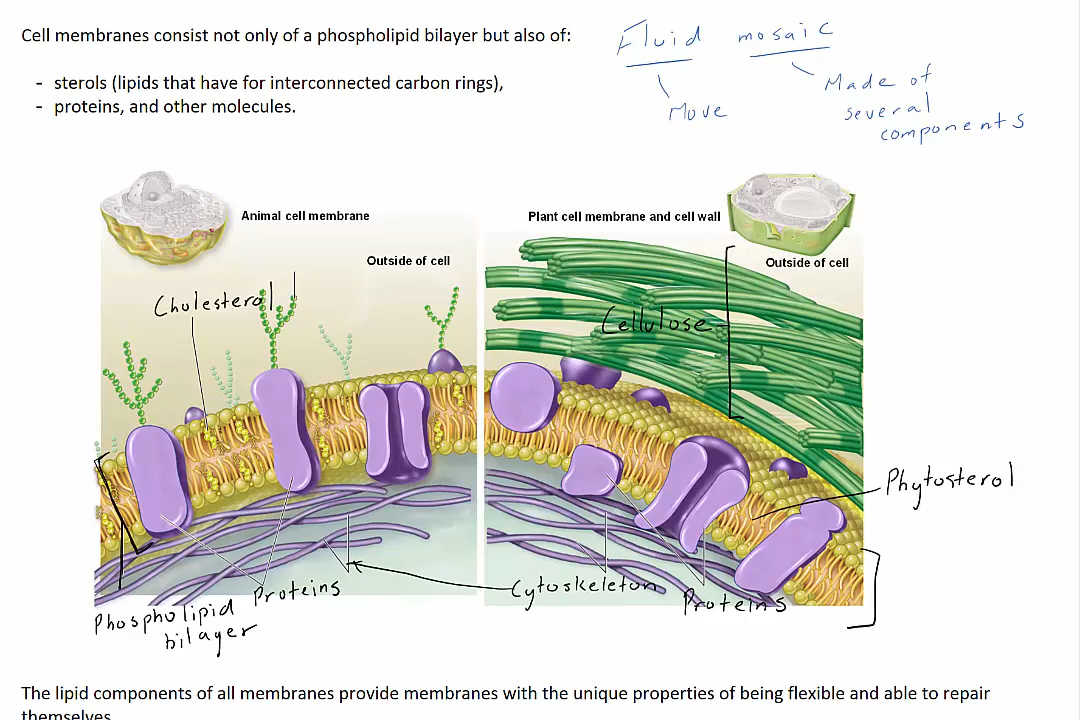 Cell membranes consist not only of a phospholipid bilayer but also of:
- sterols (lipids that have for interconnected carbon rings),
- proteins, and other molecules.
Fluid mosaic
Move
Made of
several
components
Animal cell membrane
Outside of cell
Cholesterol
Plant cell membrane and cell wall
Outside of cell
Cellulose
Phytosterol
Proteins
Phospholipid
bilayer
Cytoskeleton
Proteins
The lipid components of all membranes provide membranes with the unique properties of being flexible and able to repair
themselves